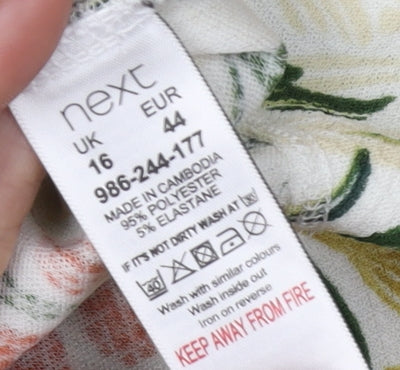 next
UK EUR
16 44
986-244-177
MADE IN CAMBODIA
95% POLYESTER
5% ELASTANE
IF IT'S NOT DIRTY WASH AT 30
40
Wash with similar colours
Wash inside out
Iron on reverse
KEEP AWAY FROM FIRE